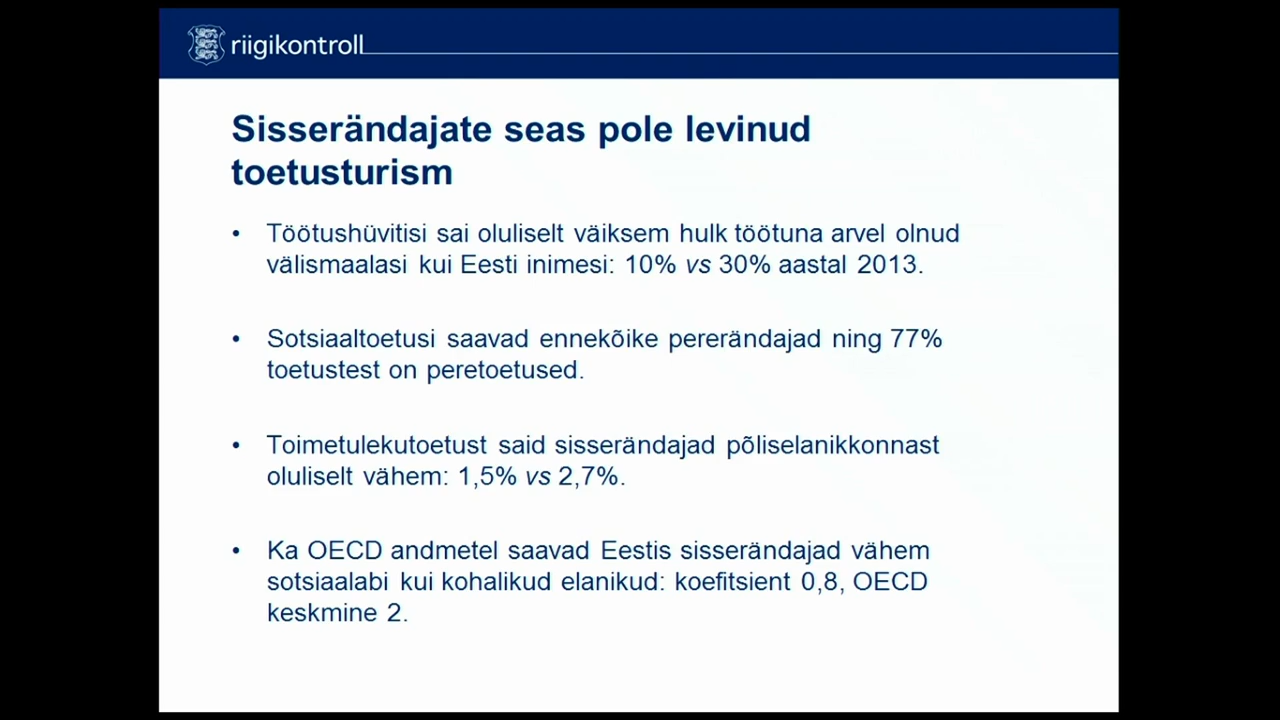 riigikontroll
Sisserändajate seas pole levinud
toetusturism
• Töötushüvitisi sai oluliselt väiksem hulk töötuna arvel olnud
välismaalasi kui Eesti inimesi: 10% vs 30% aastal 2013.
• Sotsiaaltoetusi saavad ennekõike pererändajad ning 77%
toetustest on peretoetused.
• Toimetulekutoetust said sisserändajad põliselanikkonnast
oluliselt vähem: 1,5% vs 2,7%.
• Ka OECD andmetel saavad Eestis sisserändajad vähem
sotsiaalabi kui kohalikud elanikud: koefitsient 0,8, OECD
keskmine 2.